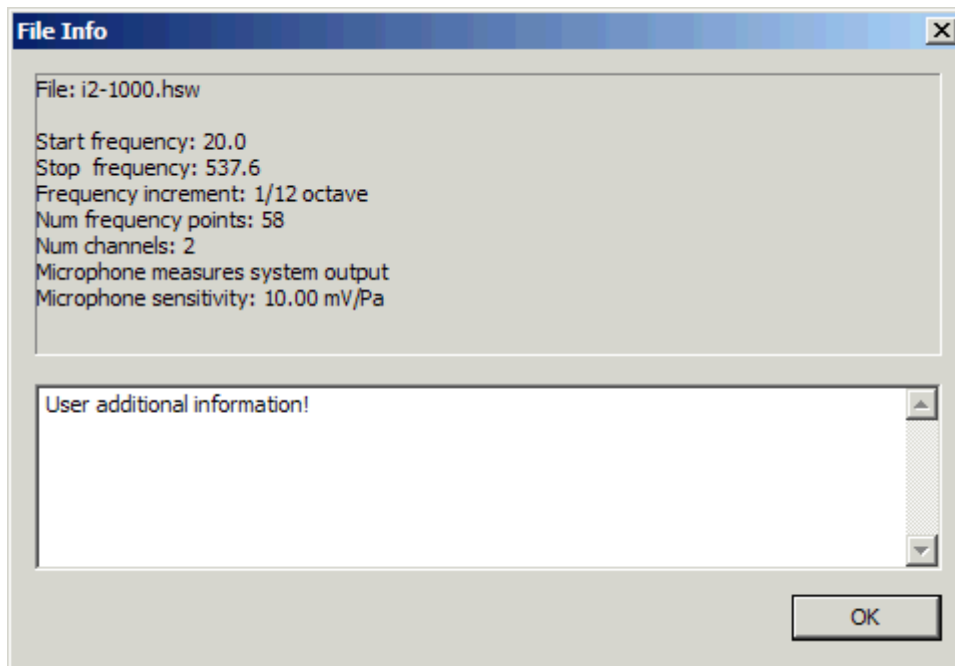 File Info
File: i2-1000.hsw
Start frequency: 20.0
Stop  frequency: 537.6
Frequency increment: 1/12 octave
Num frequency points: 58
Num channels: 2
Microphone measures system output
Microphone sensitivity: 10.00 mV/Pa
User additional information!
OK